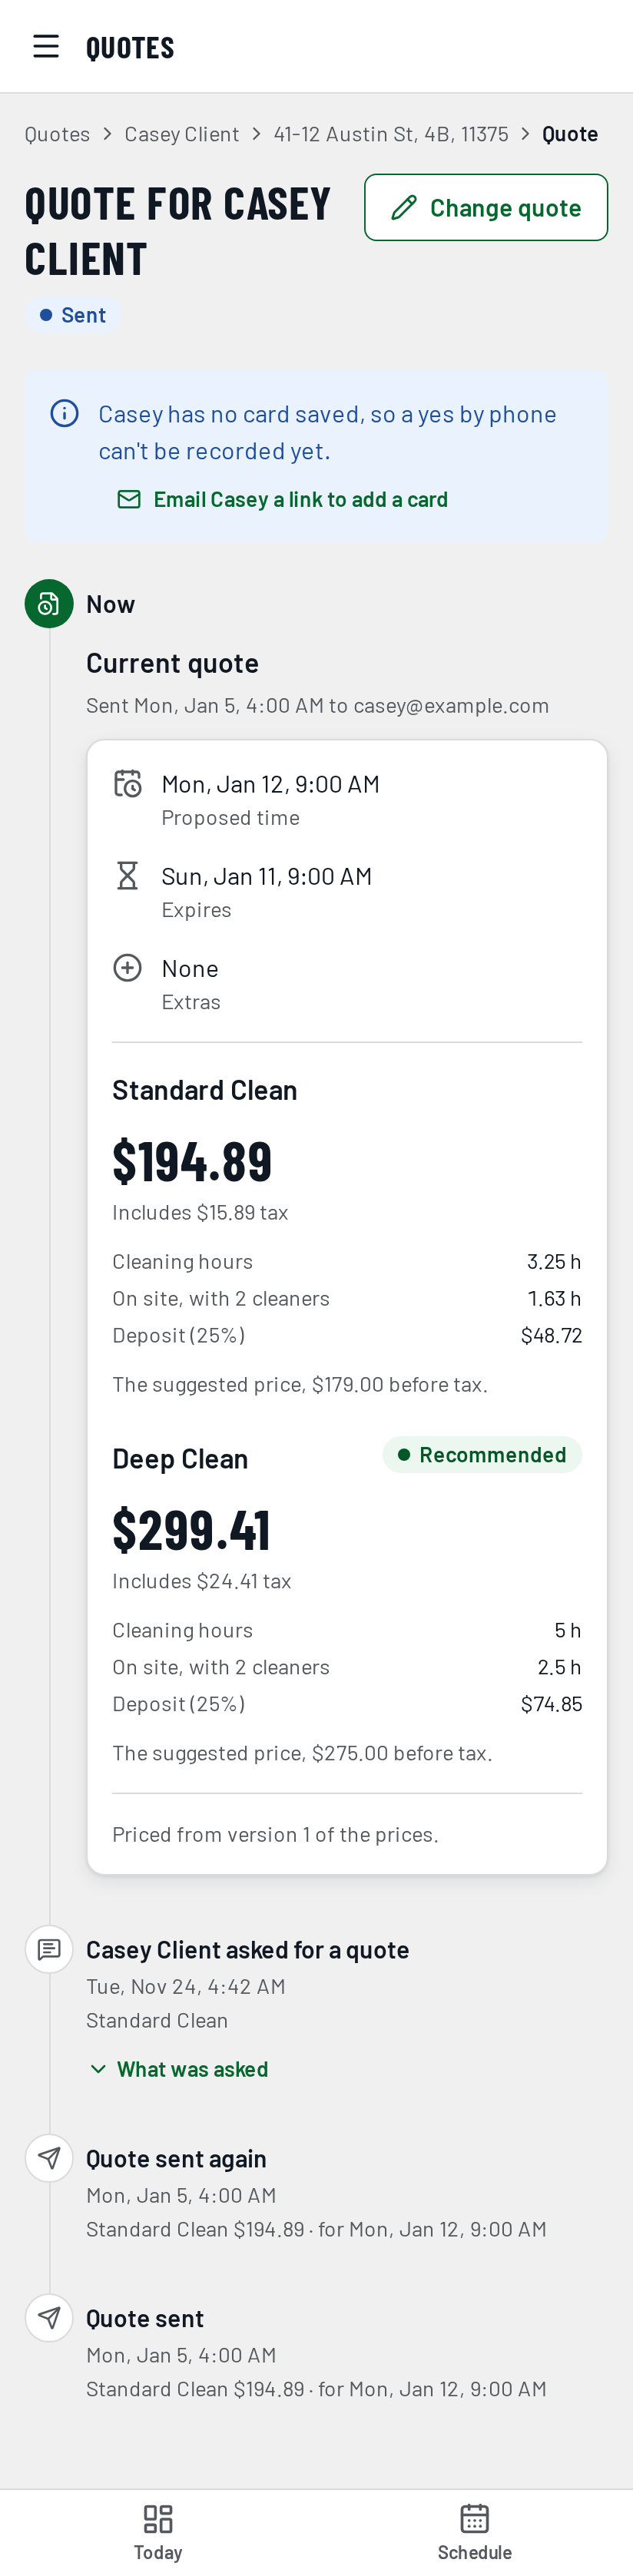 QUOTES
Quotes > Casey Client > 41-12 Austin St, 4B, 11375 > Quote
QUOTE FOR CASEY
CLIENT
Change quote
Sent
Casey has no card saved, so a yes by phone
can't be recorded yet.
Email Casey a link to add a card
Now
Current quote
Sent Mon, Jan 5, 4:00 AM to casey@example.com
Mon, Jan 12, 9:00 AM
Proposed time
Sun, Jan 11, 9:00 AM
Expires
None
Extras
Standard Clean
$194.89
Includes $15.89 tax
Cleaning hours 3.25 h
On site, with 2 cleaners 1.63 h
Deposit (25%) $48.72
The suggested price, $179.00 before tax.
Deep Clean Recommended
$299.41
Includes $24.41 tax
Cleaning hours 5 h
On site, with 2 cleaners 2.5 h
Deposit (25%) $74.85
The suggested price, $275.00 before tax.
Priced from version 1 of the prices.
Casey Client asked for a quote
Tue, Nov 24, 4:42 AM
Standard Clean
What was asked
Quote sent again
Mon, Jan 5, 4:00 AM
Standard Clean $194.89 · for Mon, Jan 12, 9:00 AM
Quote sent
Mon, Jan 5, 4:00 AM
Standard Clean $194.89 · for Mon, Jan 12, 9:00 AM
Today Schedule